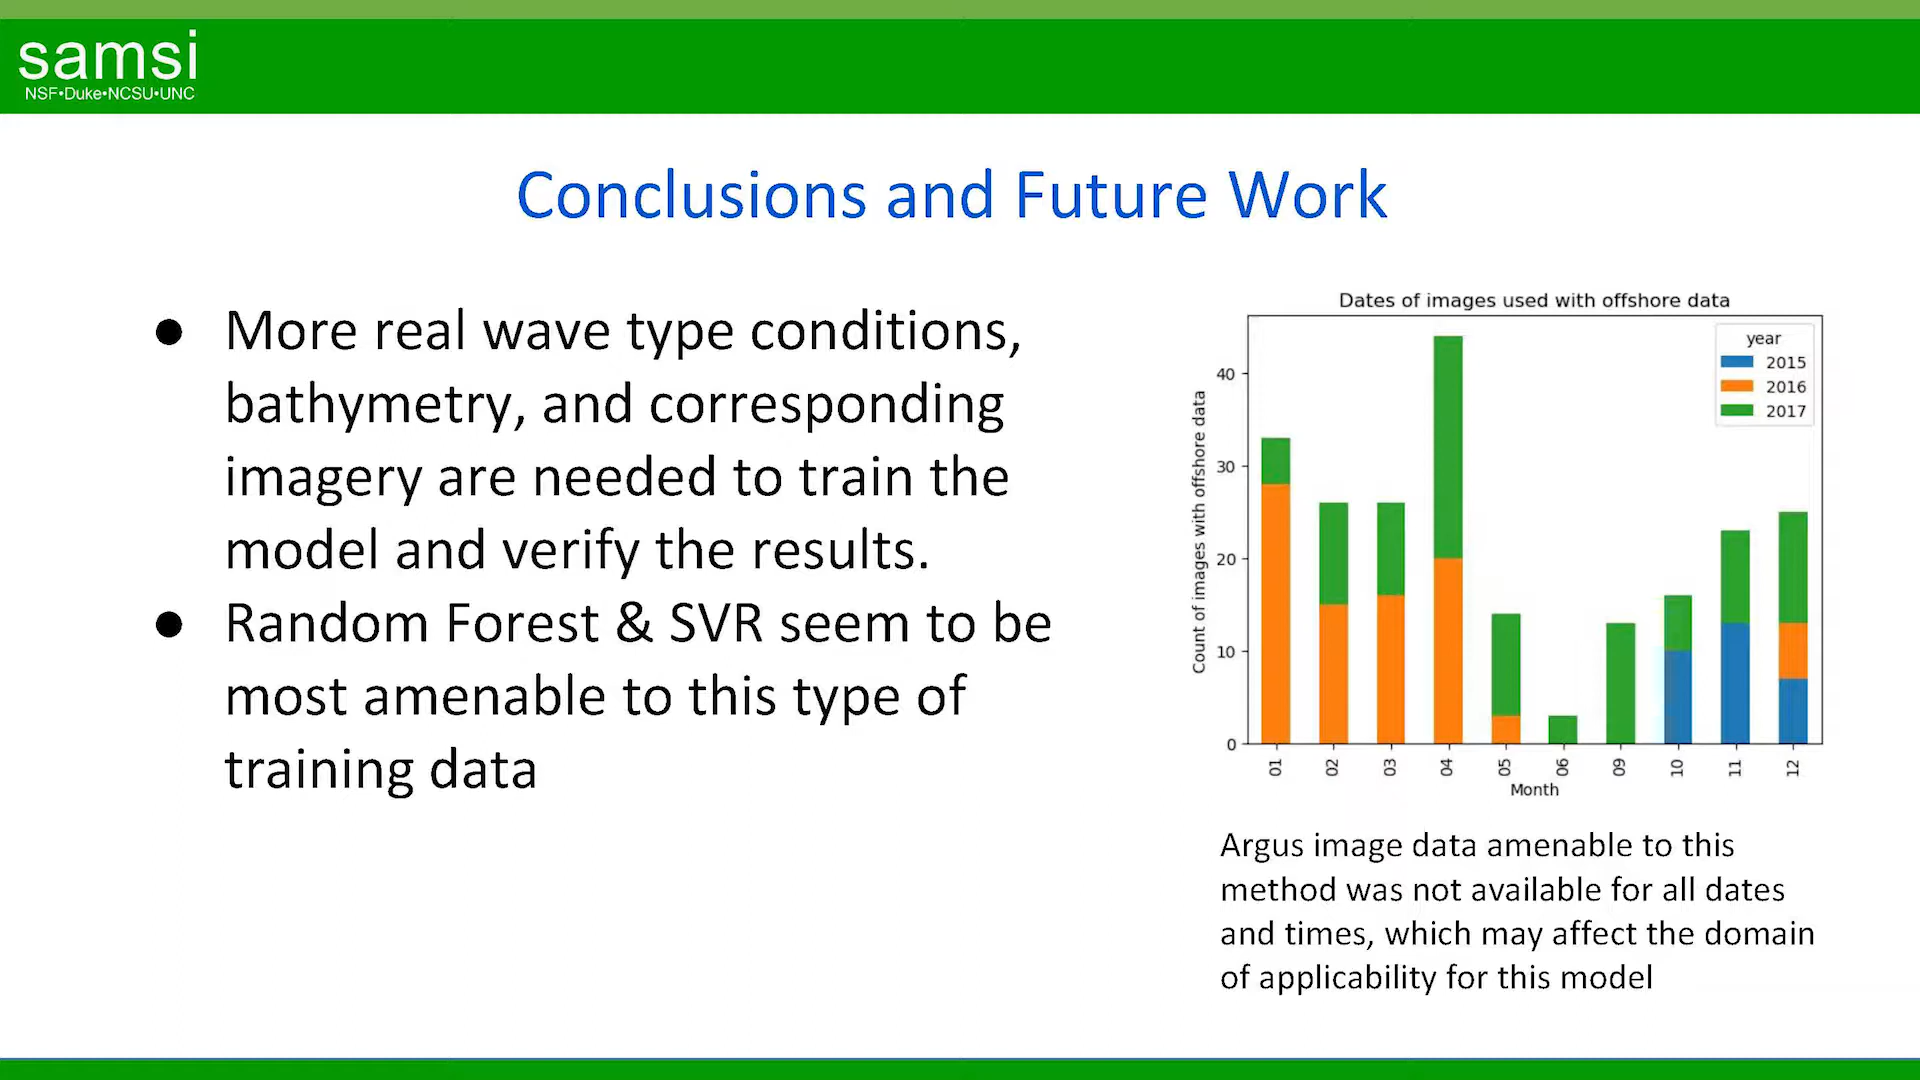 samsi
NSF•Duke•NCSU•UNC
Conclusions and Future Work
● More real wave type conditions,
bathymetry, and corresponding
imagery are needed to train the
model and verify the results.
● Random Forest & SVR seem to be
most amenable to this type of
training data
Dates of images used with offshore data
year
2015
2016
2017
Count of images with offshore data
40
30
20
10
0
01 02 03 04 05 06 09 10 11 12
Month
Argus image data amenable to this
method was not available for all dates
and times, which may affect the domain
of applicability for this model